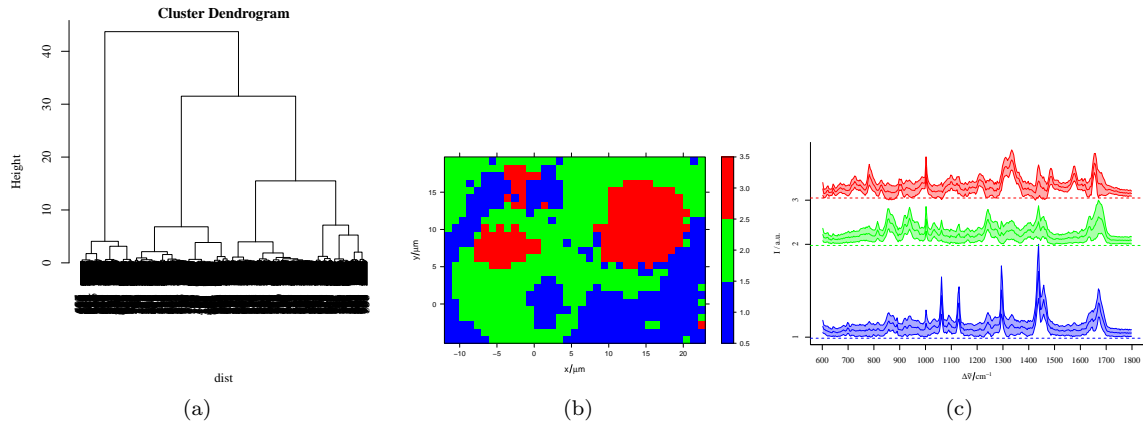 Cluster Dendrogram
Height
0 10 20 30 40
dist
(a)
y/µm
0 5 10 15
-10 -5 0 5 10 15 20
x/µm
3.5
3.0
2.5
2.0
1.5
1.0
0.5
(b)
I / a.u.
3
2
1
600 700 800 900 1000 1100 1200 1300 1400 1500 1600 1700 1800
Δṽ/cm⁻¹
(c)